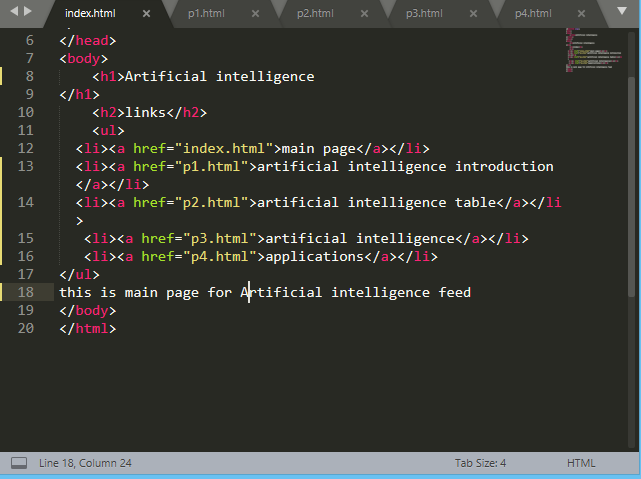 index.html × p1.html × p2.html × p3.html × p4.html ×
6 </head>
7 <body>
8 <h1>Artificial intelligence
9 </h1>
10 <h2>links</h2>
11 <ul>
12 <li><a href="index.html">main page</a></li>
13 <li><a href="p1.html">artificial intelligence introduction
</a></li>
14 <li><a href="p2.html">artificial intelligence table</a></li
>
15 <li><a href="p3.html">artificial intelligence</a></li>
16 <li><a href="p4.html">applications</a></li>
17 </ul>
18 this is main page for Artificial intelligence feed
19 </body>
20 </html>
Line 18, Column 24 Tab Size: 4 HTML